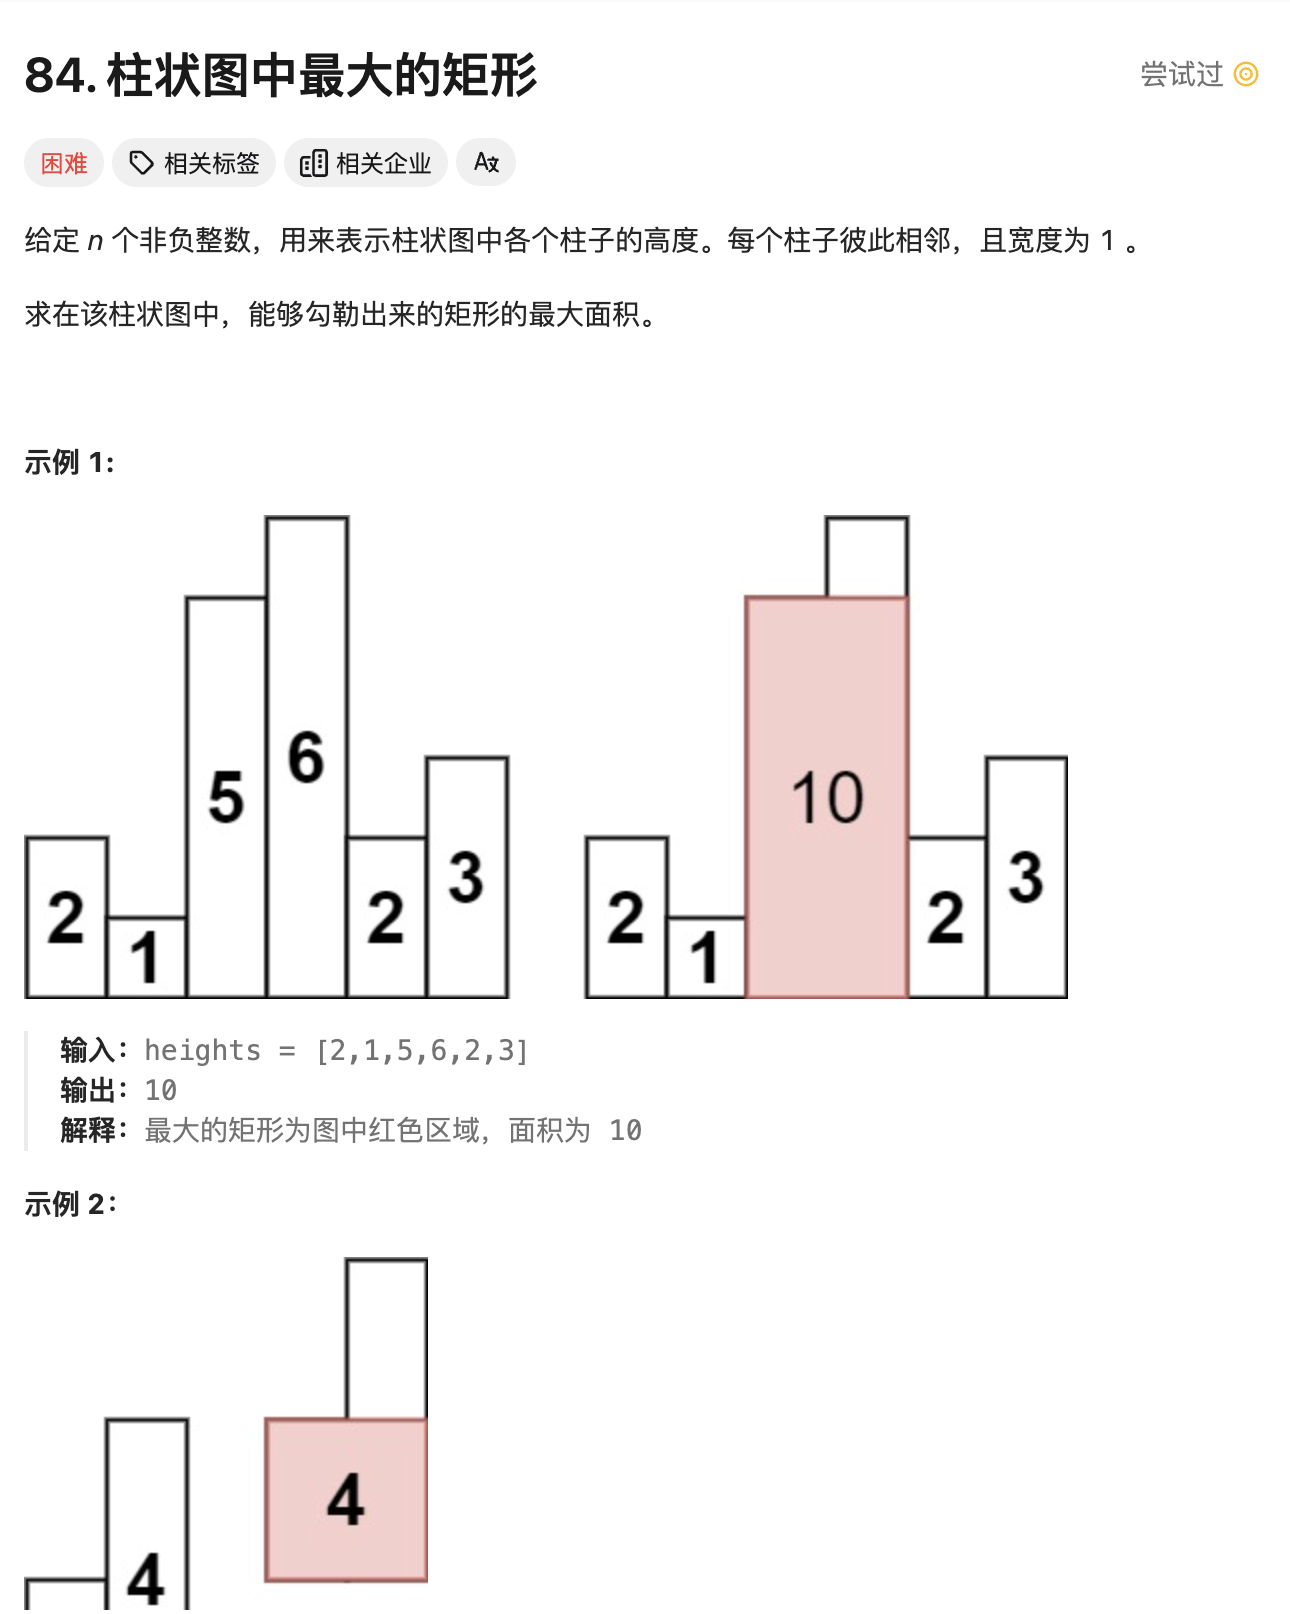 84. 柱状图中最大的矩形
尝试过
困难 相关标签 相关企业 A文
给定 n 个非负整数，用来表示柱状图中各个柱子的高度。每个柱子彼此相邻，且宽度为 1 。
求在该柱状图中，能够勾勒出来的矩形的最大面积。
示例 1:
2 1 5 6 2 3
2 1 10 2 3
输入：heights = [2,1,5,6,2,3]
输出：10
解释：最大的矩形为图中红色区域，面积为 10
示例 2：
4
4